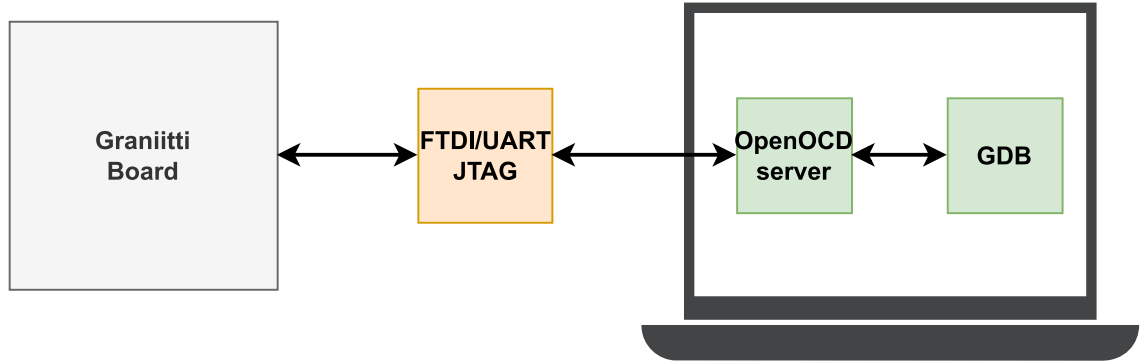 Graniitti
Board
FTDI/UART
JTAG
OpenOCD
server
GDB